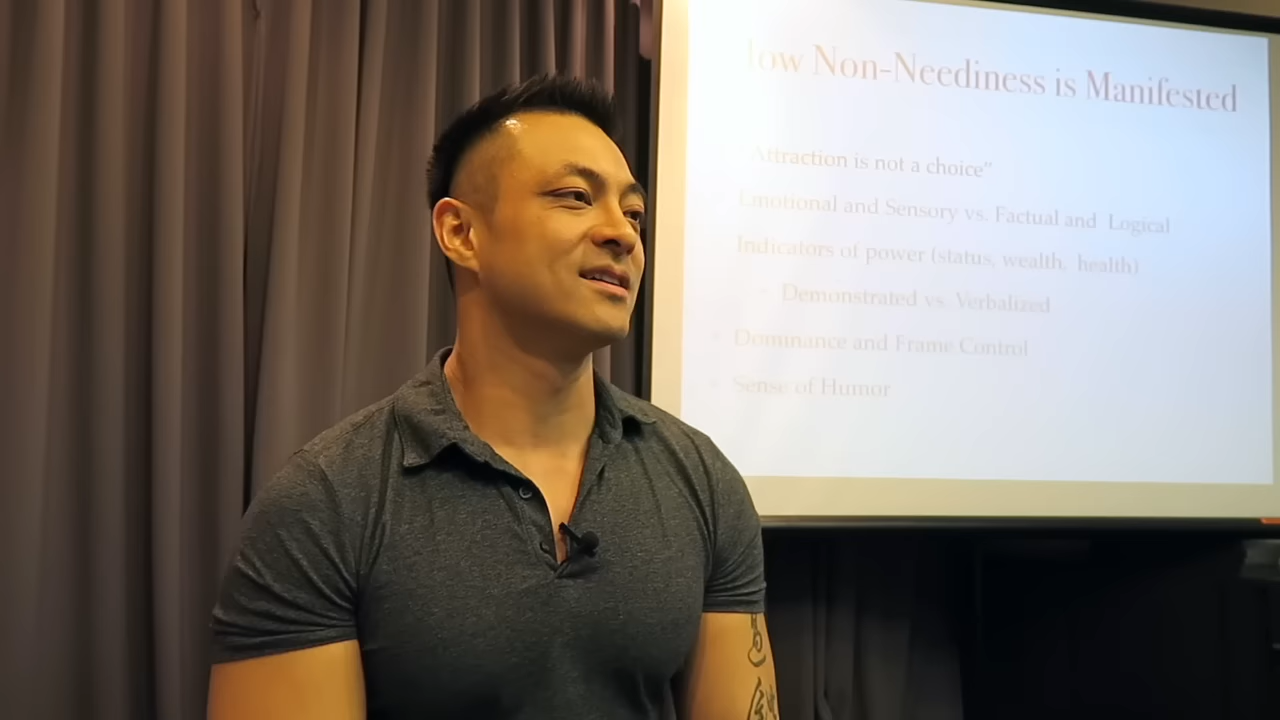 Non-Neediness is Manifested
Attraction is not a choice”
Emotional and Sensory vs. Factual and Logical
Indicators of power (status, wealth, health)
- Demonstrated vs. Verbalized
• Dominance and Frame Control
• Sense of Humor